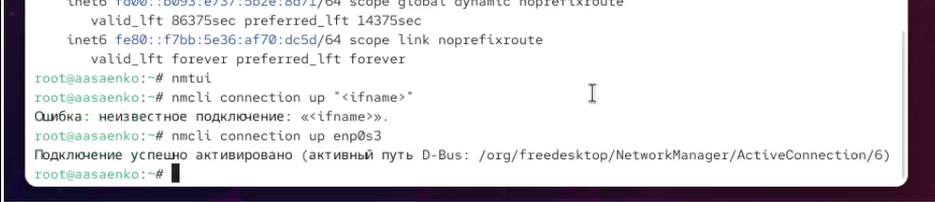 inet6 fd00::b093:e737:5b2e:8d71/64 scope global dynamic noprefixroute
valid_lft 86375sec preferred_lft 14375sec
inet6 fe80::f7bb:5e36:af70:dc5d/64 scope link noprefixroute
valid_lft forever preferred_lft forever
root@aasaenko:~# nmtui
root@aasaenko:~# nmcli connection up "<ifname>"
Ошибка: неизвестное подключение: «<ifname>».
root@aasaenko:~# nmcli connection up enp0s3
Подключение успешно активировано (активный путь D-Bus: /org/freedesktop/NetworkManager/ActiveConnection/6)
root@aasaenko:~#